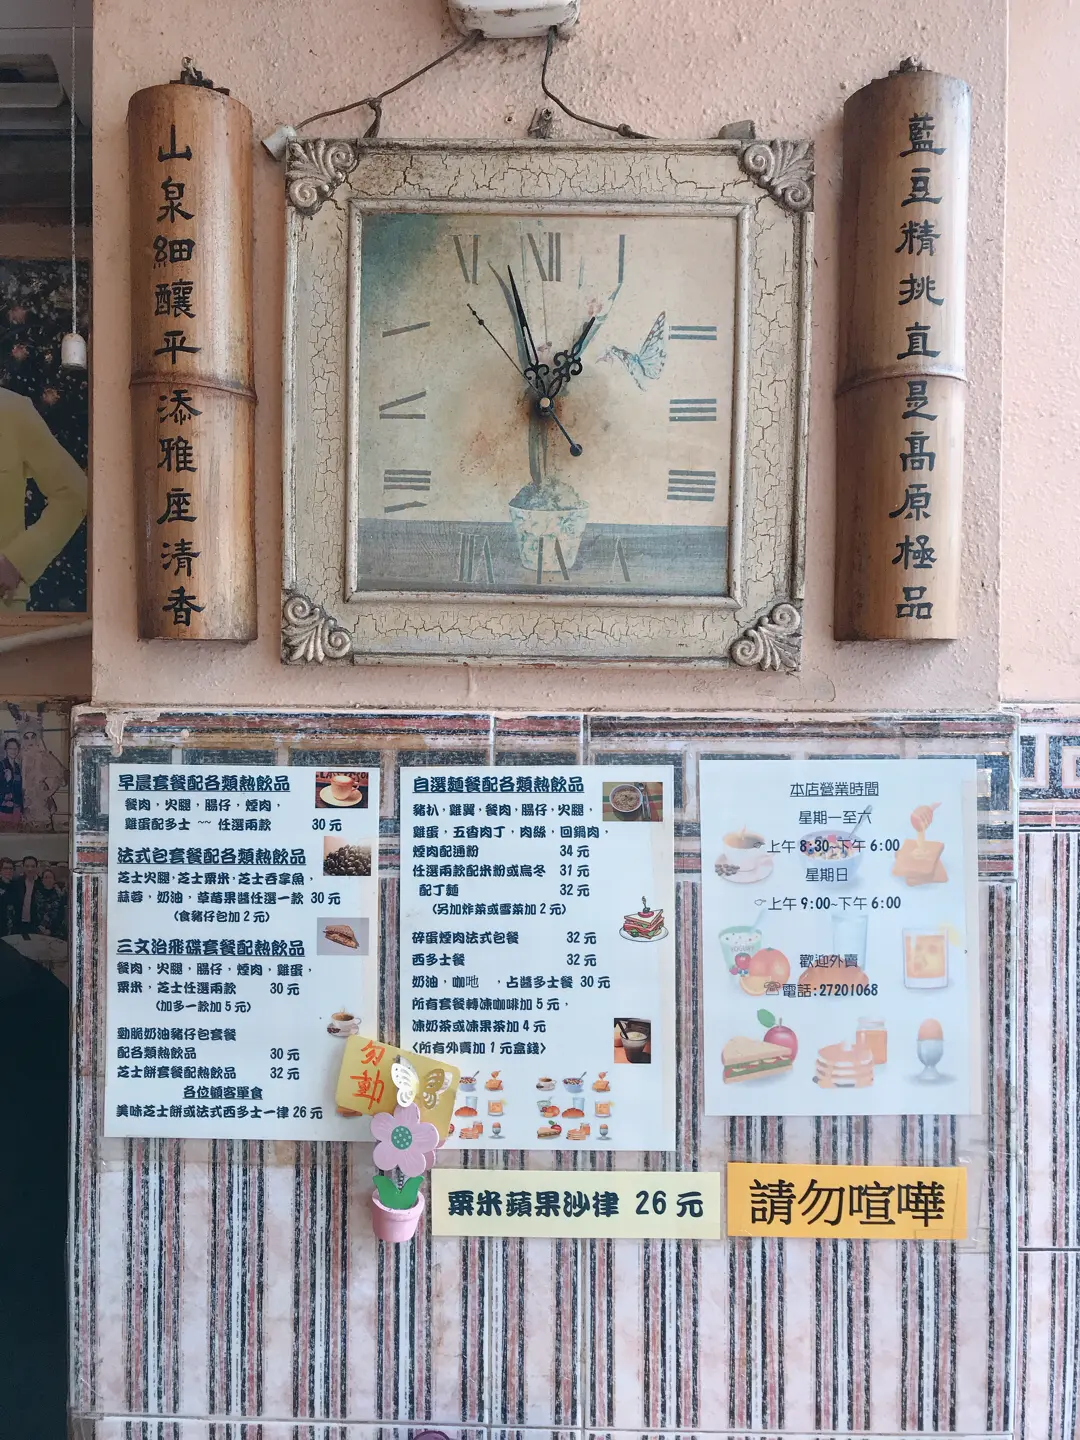 藍豆精挑直是高原極品
山泉細釀平添雅座清香
XI XII I
早晨套餐配各類熱飲品
餐肉，火腿，腸仔，煙肉，
雞蛋配多士 ~~ 任選兩款 30元
法式包套餐配各類熱飲品
芝士火腿，芝士粟米，芝士吞拿魚，
蒜蓉，奶油，草莓果醬任選一款 30元
(食豬仔包加2元)
三文治飛碟套餐配熱飲品
餐肉，火腿，腸仔，煙肉，雞蛋，
粟米，芝士任選兩款 30元
(加多一款加5元)
勁脆奶油豬仔包套餐
配各類熱飲品 30元
芝士餅套餐配熱飲品 32元
各位顧客單食
美味芝士餅或法式西多士一律26元
自選麵餐配各類熱飲品
豬扒，雞翼，餐肉，腸仔，火腿，
雞蛋，五香肉丁，肉絲，回鍋肉，
煙肉配通粉 34元
任選兩款配米粉或烏冬 31元
配丁麵 32元
(另加炸菜或雪菜加2元)
碎蛋煙肉法式包餐 32元
西多士餐 32元
奶油，咖吔 ，占醬多士餐 30元
所有套餐轉凍咖啡加5元，
凍奶茶或凍果茶加4元
〈所有外賣加1元盒錢〉
本店營業時間
星期一至六
☞上午8:30~下午6:00
星期日
☞上午9:00~下午6:00
歡迎外賣
☎電話:27201068
勿動
粟米蘋果沙律 26元
請勿喧嘩